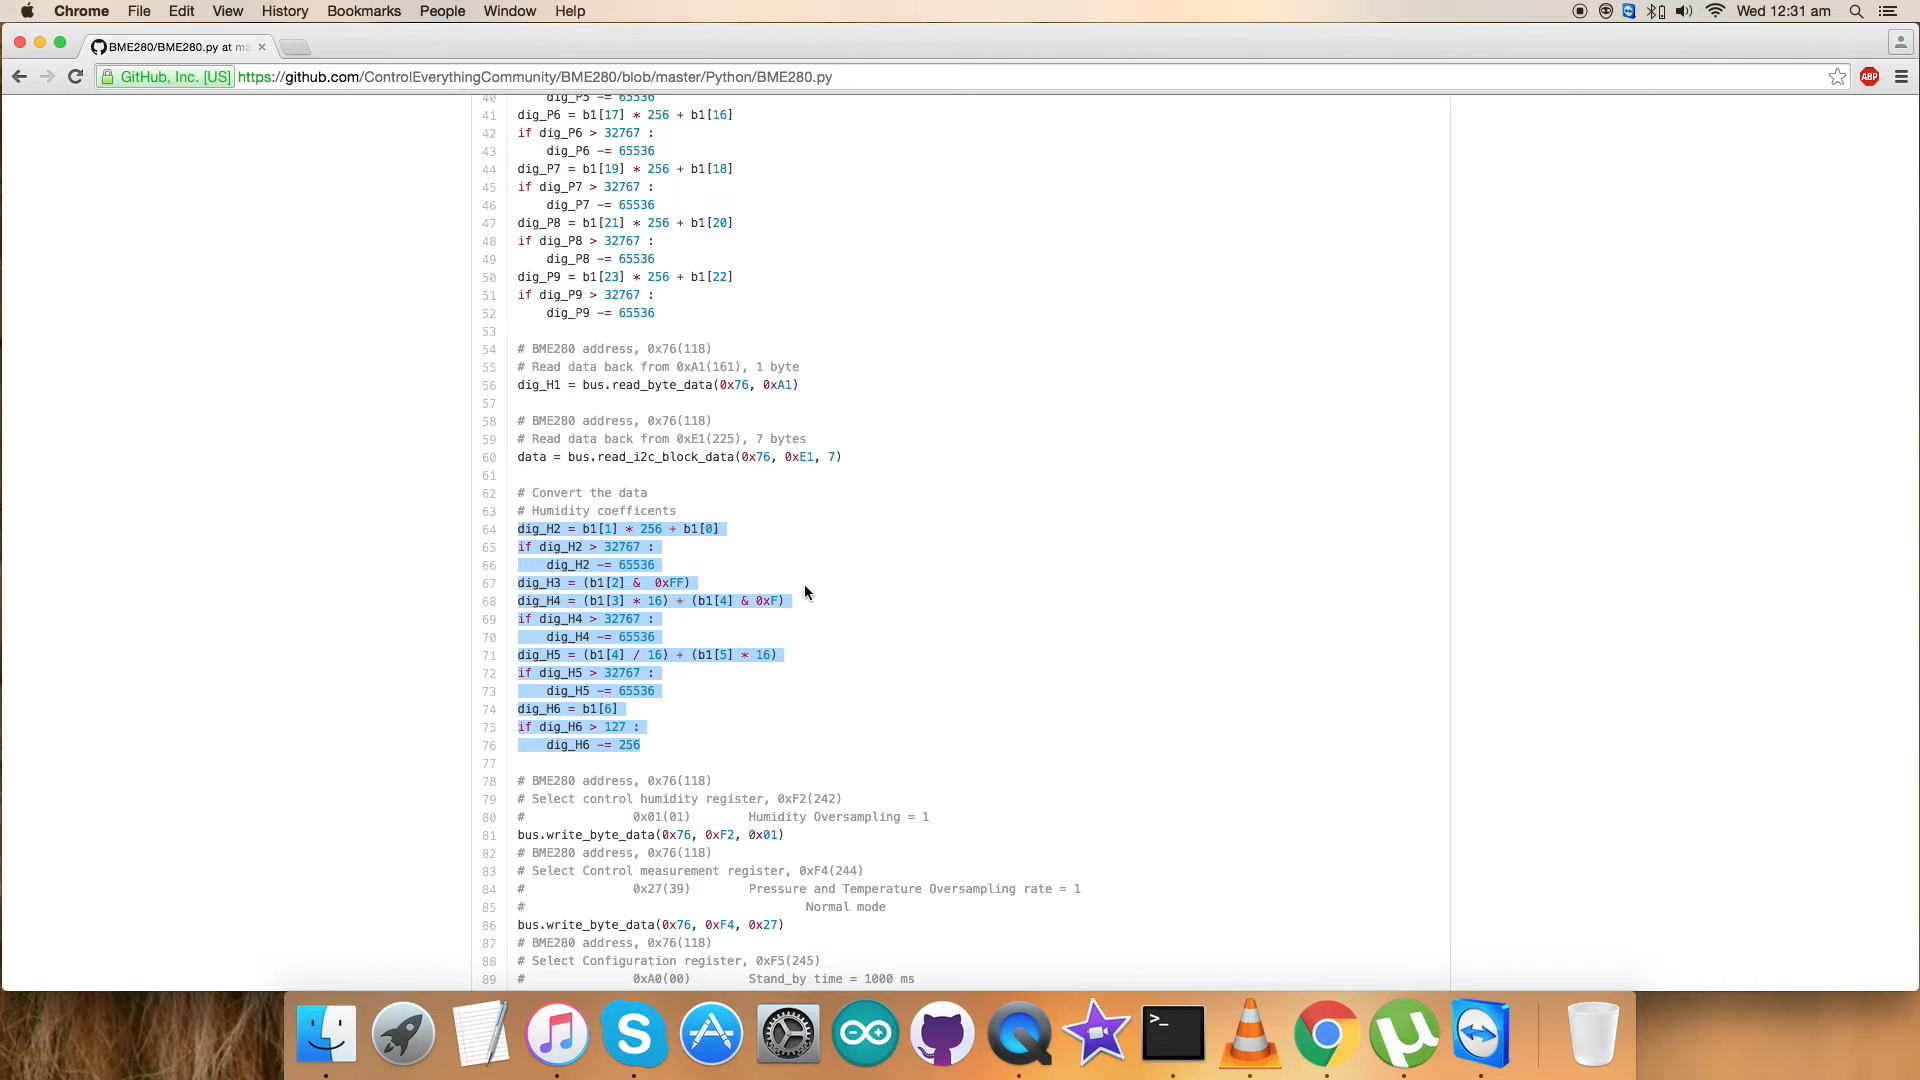 Chrome File Edit View History Bookmarks People Window Help Wed 12:31 am
BME280/BME280.py at ma
GitHub, Inc. [US] https://github.com/ControlEverythingCommunity/BME280/blob/master/Python/BME280.py ABP
40 dig_P5 -= 65536
41 dig_P6 = b1[17] * 256 + b1[16]
42 if dig_P6 > 32767 :
43 dig_P6 -= 65536
44 dig_P7 = b1[19] * 256 + b1[18]
45 if dig_P7 > 32767 :
46 dig_P7 -= 65536
47 dig_P8 = b1[21] * 256 + b1[20]
48 if dig_P8 > 32767 :
49 dig_P8 -= 65536
50 dig_P9 = b1[23] * 256 + b1[22]
51 if dig_P9 > 32767 :
52 dig_P9 -= 65536
53
54 # BME280 address, 0x76(118)
55 # Read data back from 0xA1(161), 1 byte
56 dig_H1 = bus.read_byte_data(0x76, 0xA1)
57
58 # BME280 address, 0x76(118)
59 # Read data back from 0xE1(225), 7 bytes
60 data = bus.read_i2c_block_data(0x76, 0xE1, 7)
61
62 # Convert the data
63 # Humidity coefficents
64 dig_H2 = b1[1] * 256 + b1[0]
65 if dig_H2 > 32767 :
66 dig_H2 -= 65536
67 dig_H3 = (b1[2] &  0xFF)
68 dig_H4 = (b1[3] * 16) + (b1[4] & 0xF)
69 if dig_H4 > 32767 :
70 dig_H4 -= 65536
71 dig_H5 = (b1[4] / 16) + (b1[5] * 16)
72 if dig_H5 > 32767 :
73 dig_H5 -= 65536
74 dig_H6 = b1[6]
75 if dig_H6 > 127 :
76 dig_H6 -= 256
77
78 # BME280 address, 0x76(118)
79 # Select control humidity register, 0xF2(242)
80 # 0x01(01) Humidity Oversampling = 1
81 bus.write_byte_data(0x76, 0xF2, 0x01)
82 # BME280 address, 0x76(118)
83 # Select Control measurement register, 0xF4(244)
84 # 0x27(39) Pressure and Temperature Oversampling rate = 1
85 # Normal mode
86 bus.write_byte_data(0x76, 0xF4, 0x27)
87 # BME280 address, 0x76(118)
88 # Select Configuration register, 0xF5(245)
89 # 0xA0(00) Stand_by time = 1000 ms